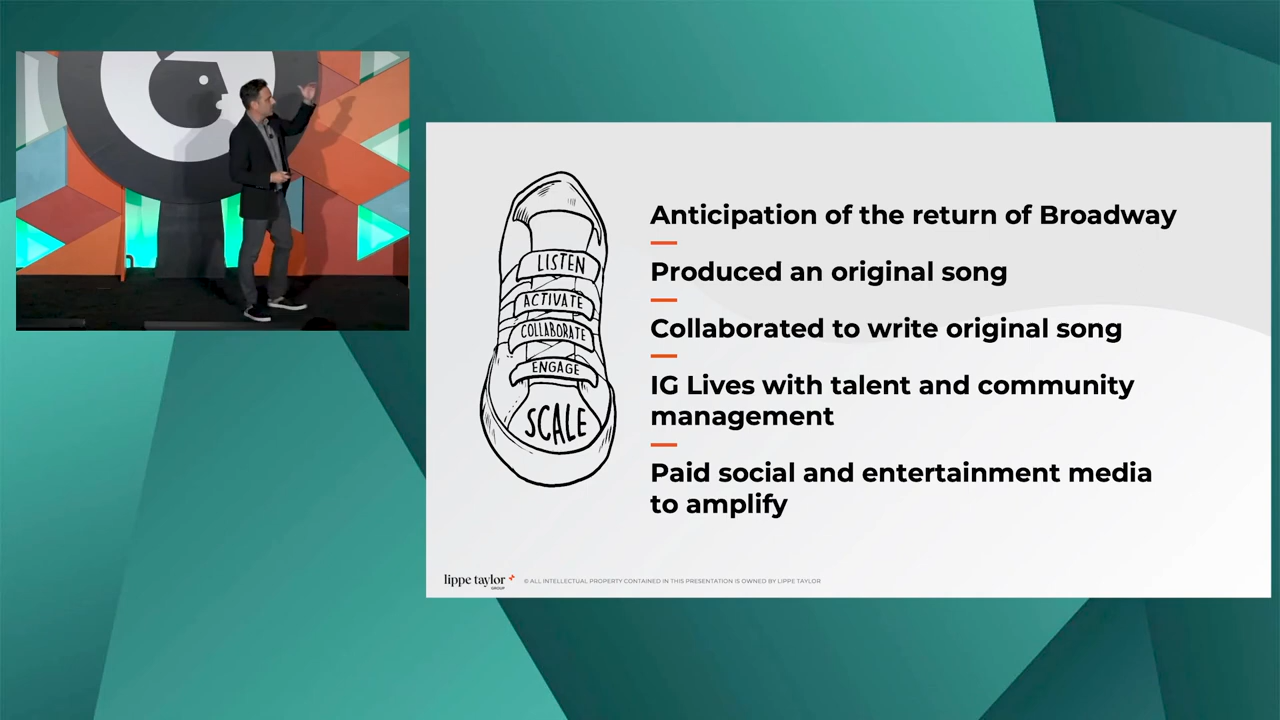 LISTEN
ACTIVATE
COLLABORATE
ENGAGE
SCALE
Anticipation of the return of Broadway
Produced an original song
Collaborated to write original song
IG Lives with talent and community
management
Paid social and entertainment media
to amplify
lippe taylor
GROUP
© ALL INTELLECTUAL PROPERTY CONTAINED IN THIS PRESENTATION IS OWNED BY LIPPE TAYLOR